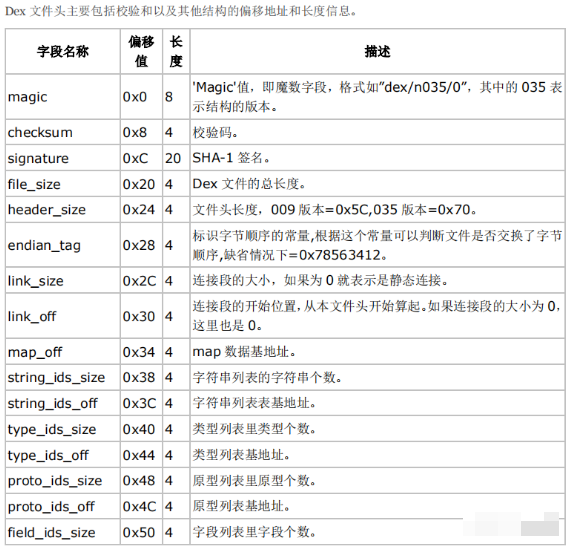 Dex 文件头主要包括校验和以及其他结构的偏移地址和长度信息。
字段名称 偏移值 长度 描述
magic 0x0 8 'Magic'值，即魔数字段，格式如”dex/n035/0”，其中的 035 表
示结构的版本。
checksum 0x8 4 校验码。
signature 0xC 20 SHA-1 签名。
file_size 0x20 4 Dex 文件的总长度。
header_size 0x24 4 文件头长度，009 版本=0x5C,035 版本=0x70。
endian_tag 0x28 4 标识字节顺序的常量,根据这个常量可以判断文件是否交换了字节
顺序,缺省情况下=0x78563412。
link_size 0x2C 4 连接段的大小，如果为 0 就表示是静态连接。
link_off 0x30 4 连接段的开始位置，从本文件头开始算起。如果连接段的大小为 0，
这里也是 0。
map_off 0x34 4 map 数据基地址。
string_ids_size 0x38 4 字符串列表的字符串个数。
string_ids_off 0x3C 4 字符串列表表基地址。
type_ids_size 0x40 4 类型列表里类型个数。
type_ids_off 0x44 4 类型列表基地址。
proto_ids_size 0x48 4 原型列表里原型个数。
proto_ids_off 0x4C 4 原型列表基地址。
field_ids_size 0x50 4 字段列表里字段个数。